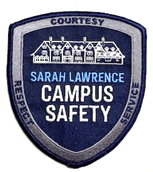 COURTESY
SARAH LAWRENCE
CAMPUS
SAFETY
RESPECT
SERVICE